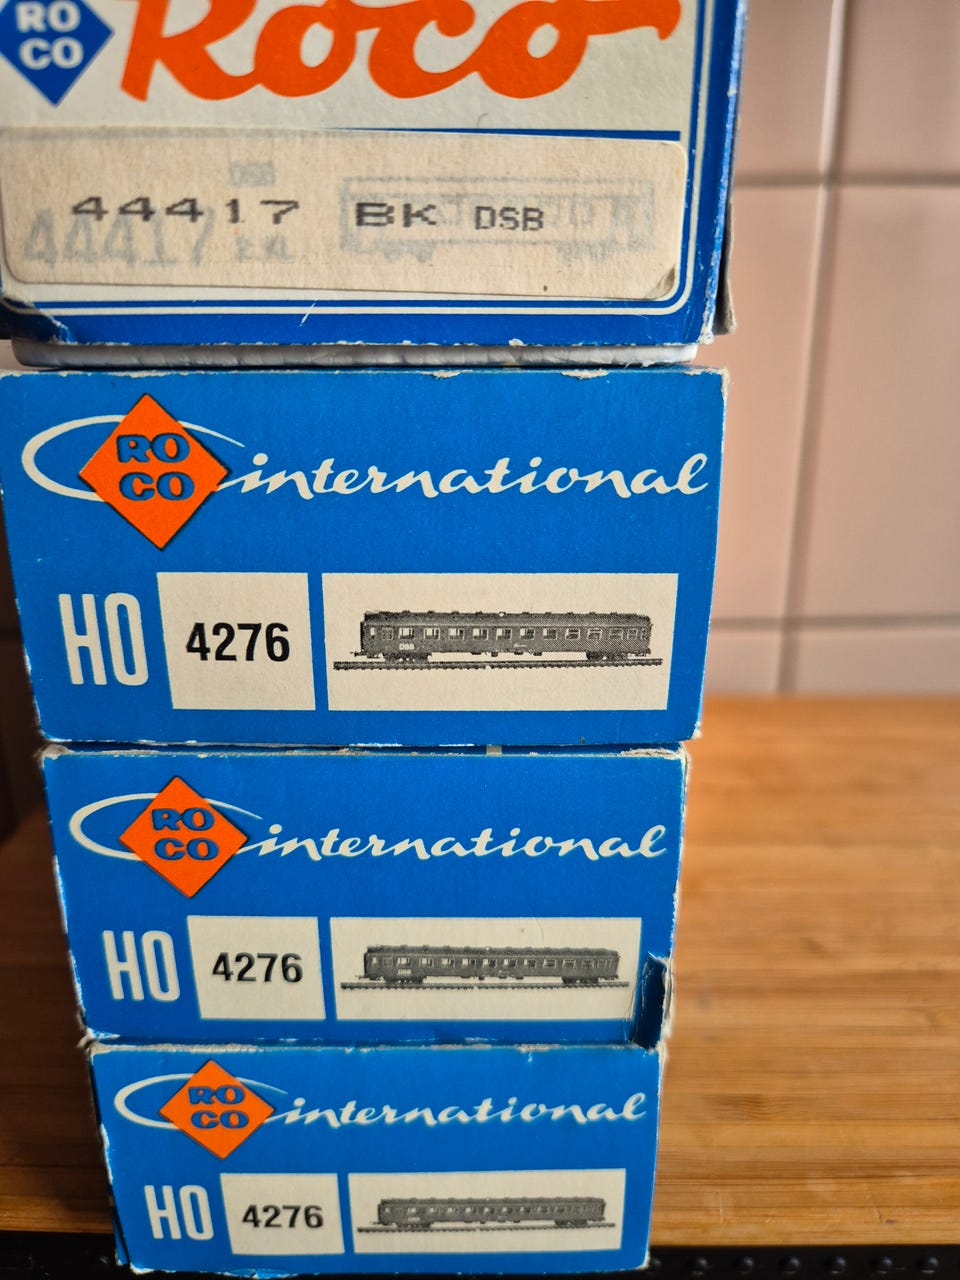 RO
CO
Roco
DSB
44417 BK DSB
44417
RO
CO
international
HO
4276
DSB
RO
CO
international
HO
4276
DSB
RO
CO
international
HO
4276